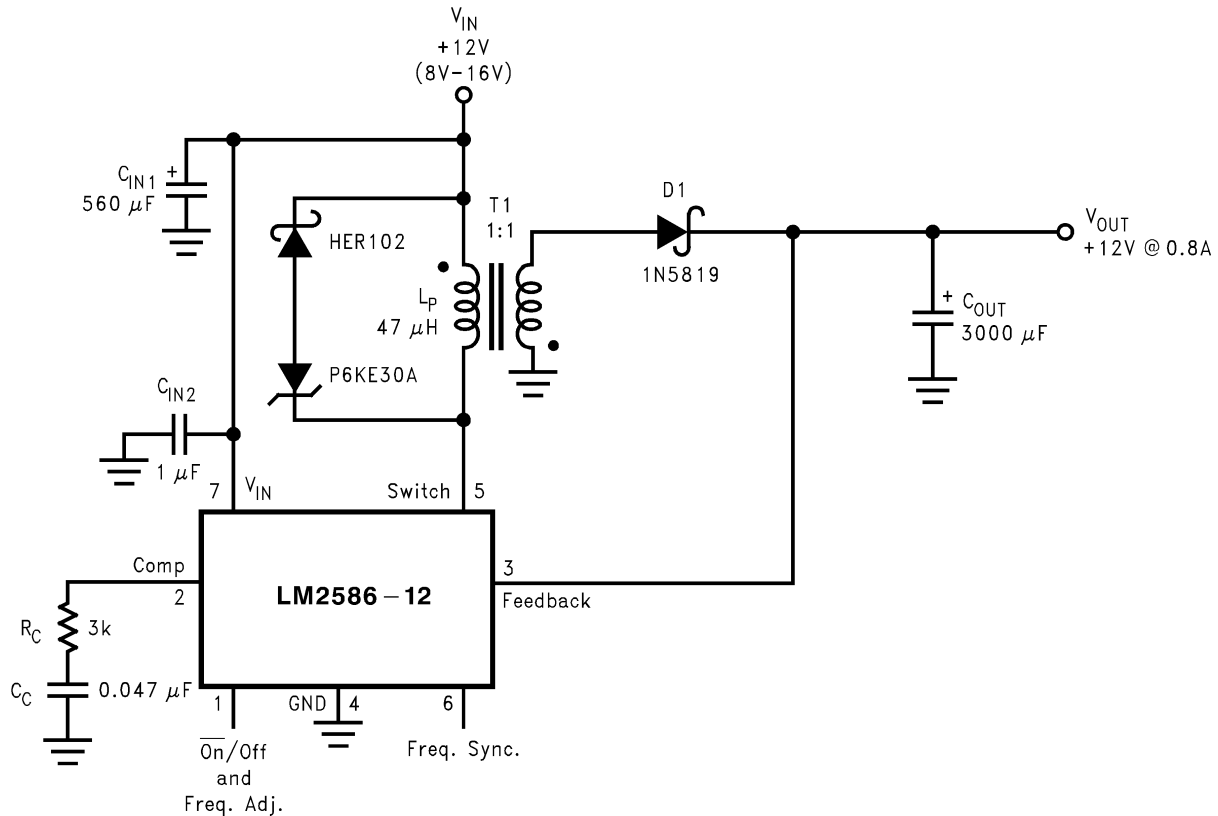 V_IN
+12V
(8V–16V)
C_IN1 +
560 μF
HER102
T1
1:1
D1
1N5819
V_OUT
+12V @ 0.8A
L_P
47 μH
+ C_OUT
3000 μF
P6KE30A
C_IN2
1 μF
7 V_IN
Switch 5
Comp
2
LM2586–12
3
Feedback
R_C 3k
C_C 0.047 μF
1
GND 4
6
On/Off
and
Freq. Adj.
Freq. Sync.